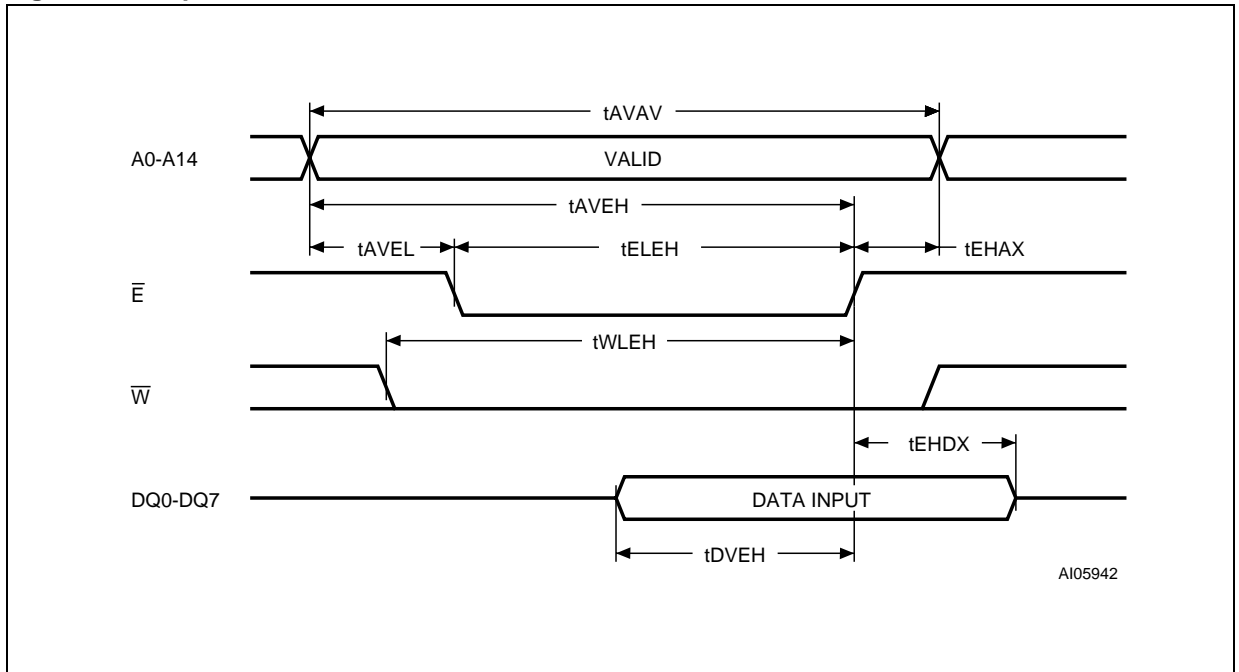 tAVAV
A0-A14
VALID
tAVEH
tAVEL
tELEH
tEHAX
E̅
tWLEH
W̅
tEHDX
DQ0-DQ7
DATA INPUT
tDVEH
AI05942